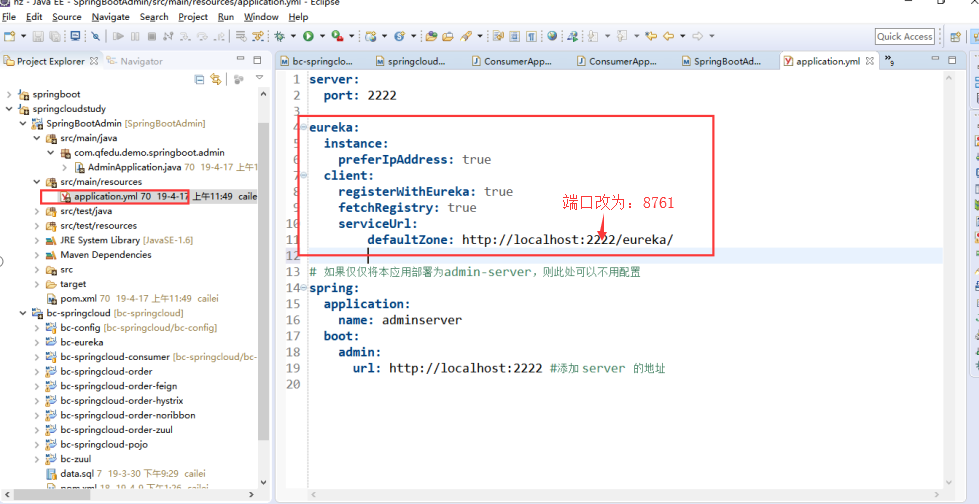 hz - Java EE - SpringBootAdmin/src/main/resources/application.yml - Eclipse
File Edit Source Navigate Search Project Run Window Help
Quick Access
Project Explorer Navigator
springboot
springcloudstudy
SpringBootAdmin [SpringBootAdmin]
src/main/java
com.qfedu.demo.springboot.admin
AdminApplication.java 70 19-4-17 上午1
src/main/resources
application.yml 70 19-4-17 上午11:49 caile
src/test/java
src/test/resources
JRE System Library [JavaSE-1.6]
Maven Dependencies
src
target
pom.xml 70 19-4-17 上午11:49 cailei
bc-springcloud [bc-springcloud]
bc-config [bc-springcloud/bc-config]
bc-eureka
bc-springcloud-consumer [bc-springcloud/bc-
bc-springcloud-order
bc-springcloud-order-feign
bc-springcloud-order-hystrix
bc-springcloud-order-noribbon
bc-springcloud-order-zuul
bc-springcloud-pojo
bc-zuul
data.sql 7 19-3-30 下午9:29 cailei
pom.xml 18 19-4-9 下午1:26 cailei
bc-springclo... springcloud... ConsumerApp... ConsumerApp... SpringBootAd... application.yml »9
1 server:
2 port: 2222
3
4 eureka:
5 instance:
6 preferIpAddress: true
7 client:
8 registerWithEureka: true
9 fetchRegistry: true
10 serviceUrl:
11 defaultZone: http://localhost:2222/eureka/
12
端口改为：8761
13 # 如果仅仅将本应用部署为admin-server，则此处可以不用配置
14 spring:
15 application:
16 name: adminserver
17 boot:
18 admin:
19 url: http://localhost:2222 #添加 server 的地址
20